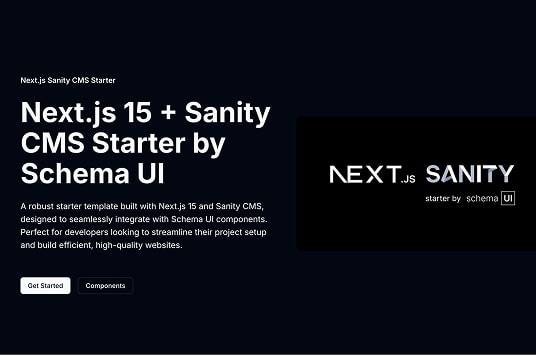 Next.js Sanity CMS Starter
Next.js 15 + Sanity
CMS Starter by
Schema UI
A robust starter template built with Next.js 15 and Sanity CMS,
designed to seamlessly integrate with Schema UI components.
Perfect for developers looking to streamline their project setup
and build efficient, high-quality websites.
Get Started
Components
NEXT.JS SANITY
starter by schema UI